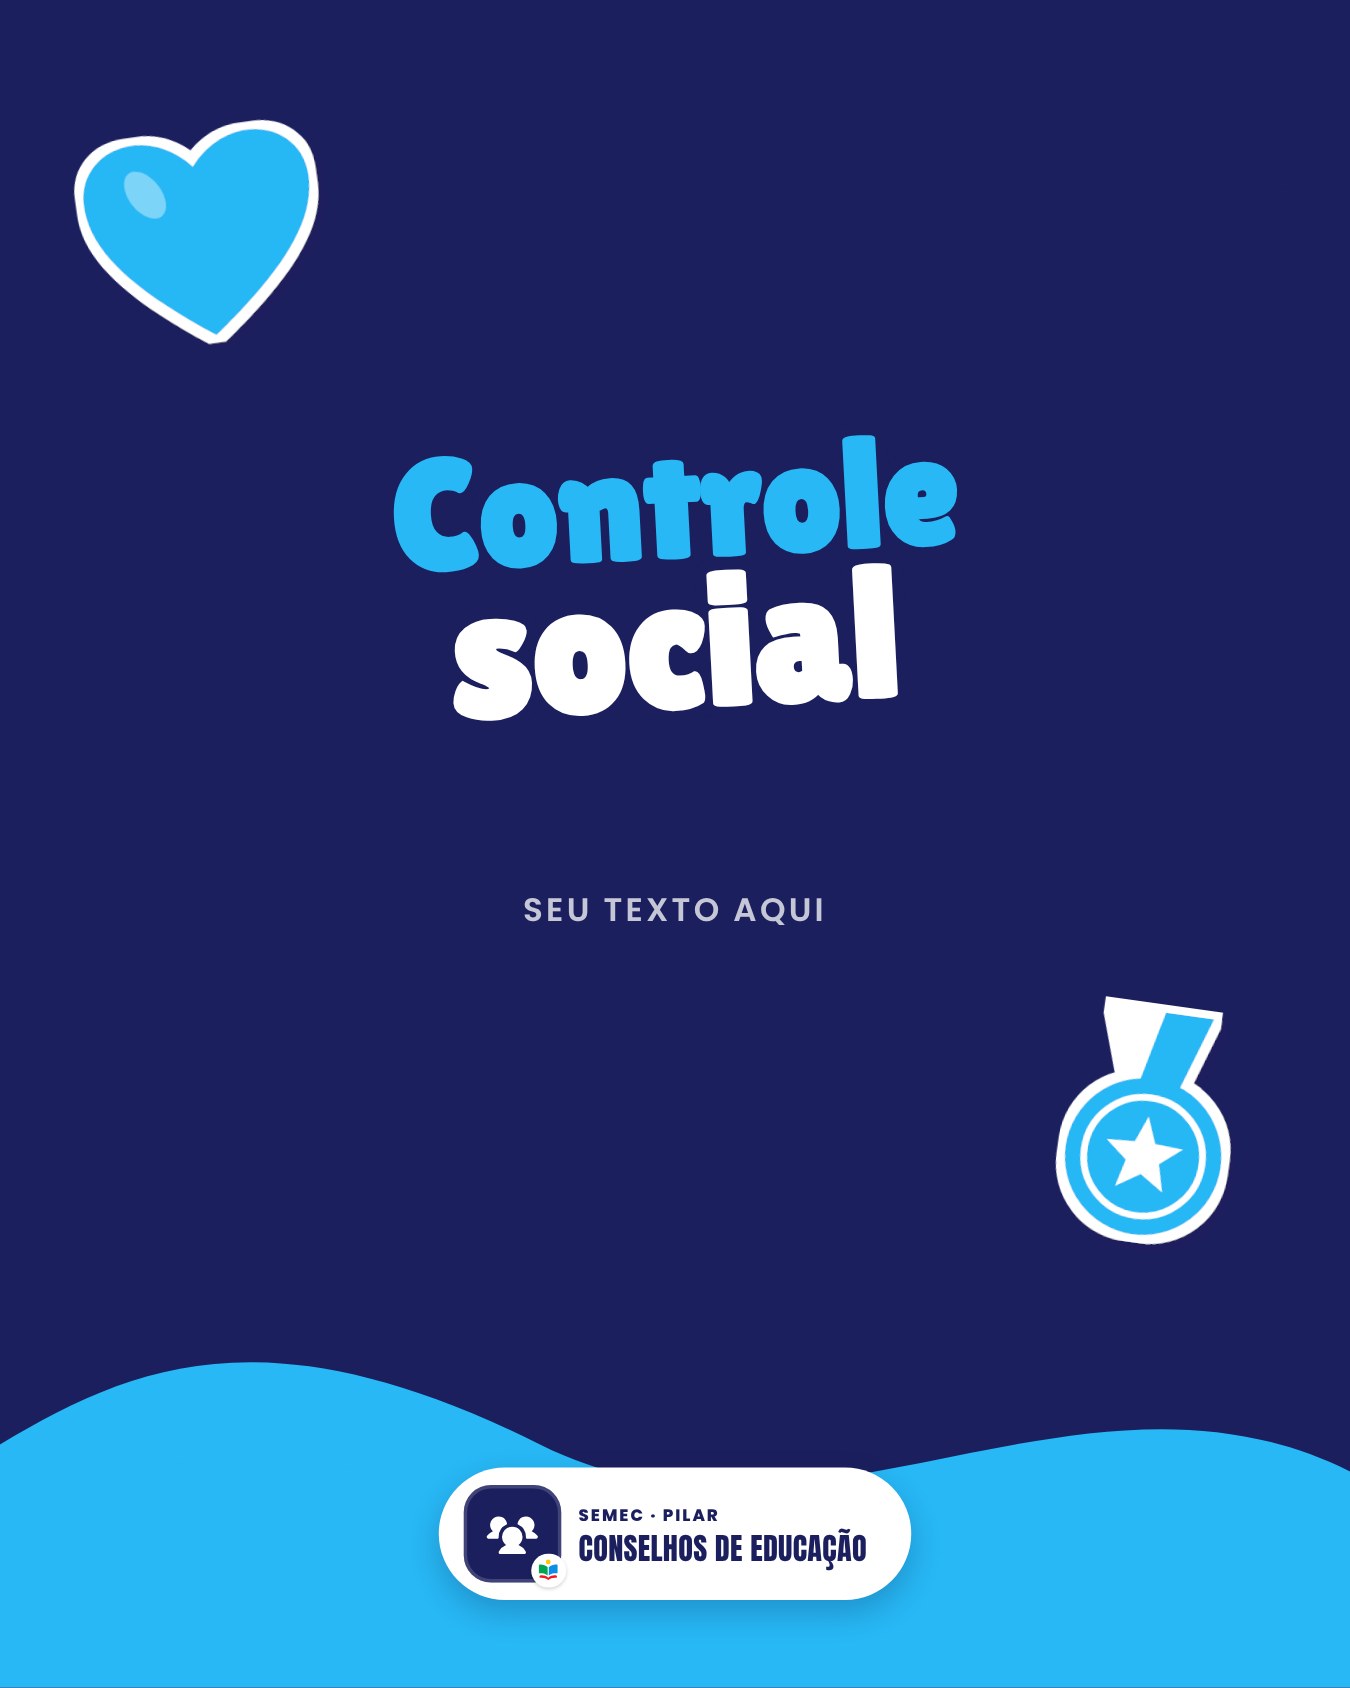 Controle
social
SEU TEXTO AQUI
SEMEC · PILAR
CONSELHOS DE EDUCAÇÃO